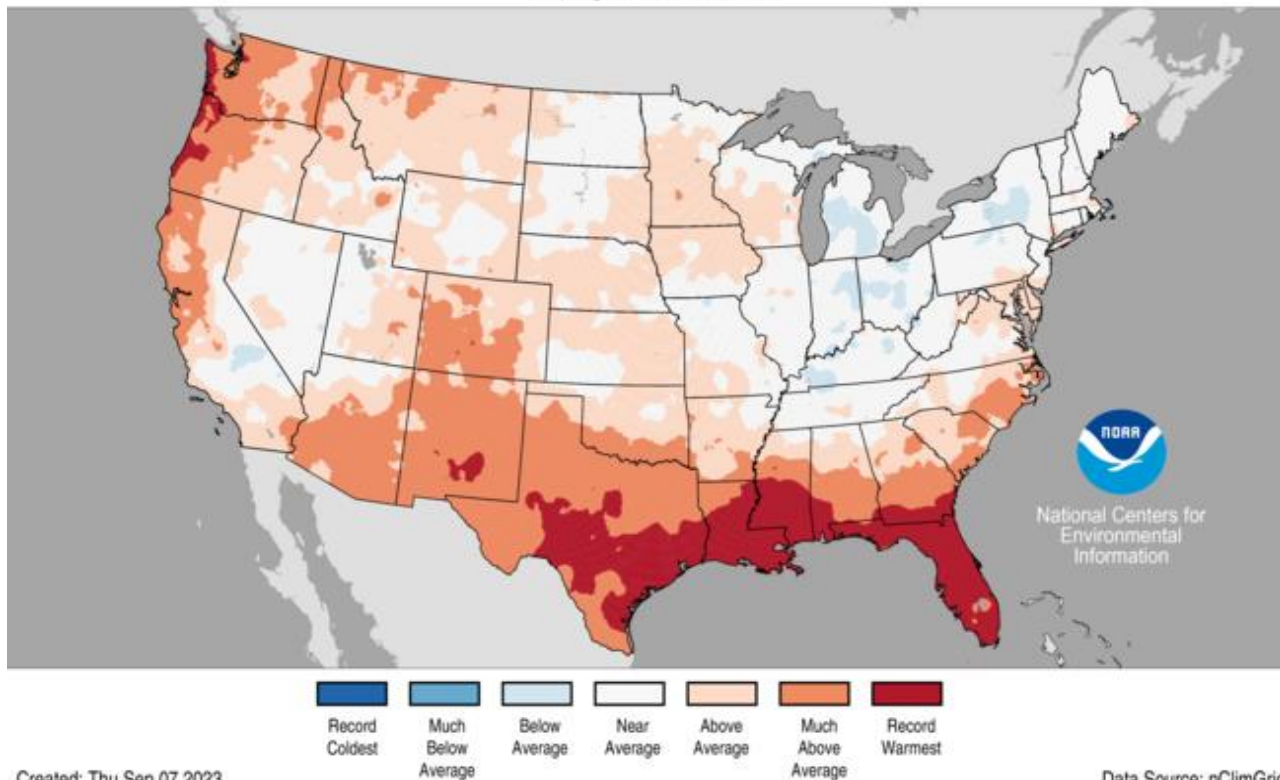 NOAA
National Centers for
Environmental
Information
Record
Coldest
Much
Below
Average
Below
Average
Near
Average
Above
Average
Much
Above
Average
Record
Warmest
Created: Thu Sep 07 2023
Data Source: nClimGri